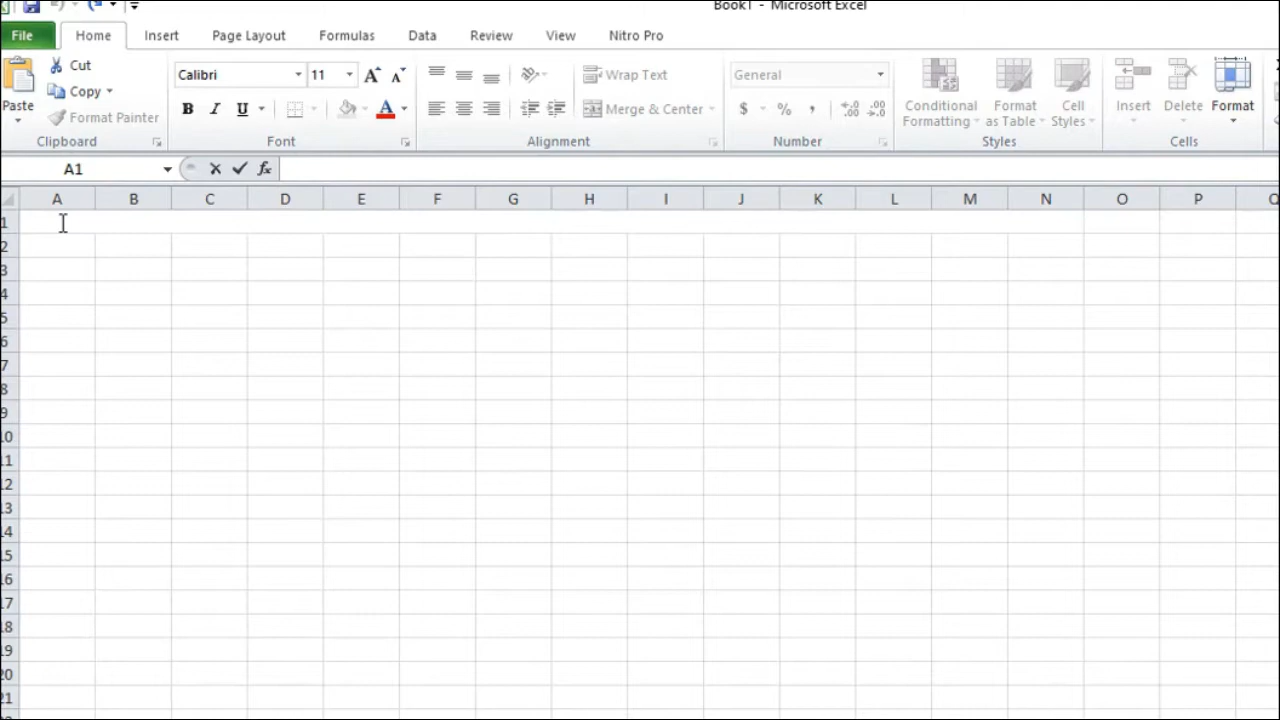 Book1 - Microsoft Excel
File Home Insert Page Layout Formulas Data Review View Nitro Pro
Cut
Copy
Format Painter
Paste
Clipboard
Calibri 11
B I U A
Font
Wrap Text
Merge & Center
Alignment
General
$ % ,
Number
Conditional Formatting
Format as Table
Cell Styles
Styles
Insert Delete Format
Cells
A1 fx
A B C D E F G H I J K L M N O P Q
1
2
3
4
5
6
7
8
9
10
11
12
13
14
15
16
17
18
19
20
21